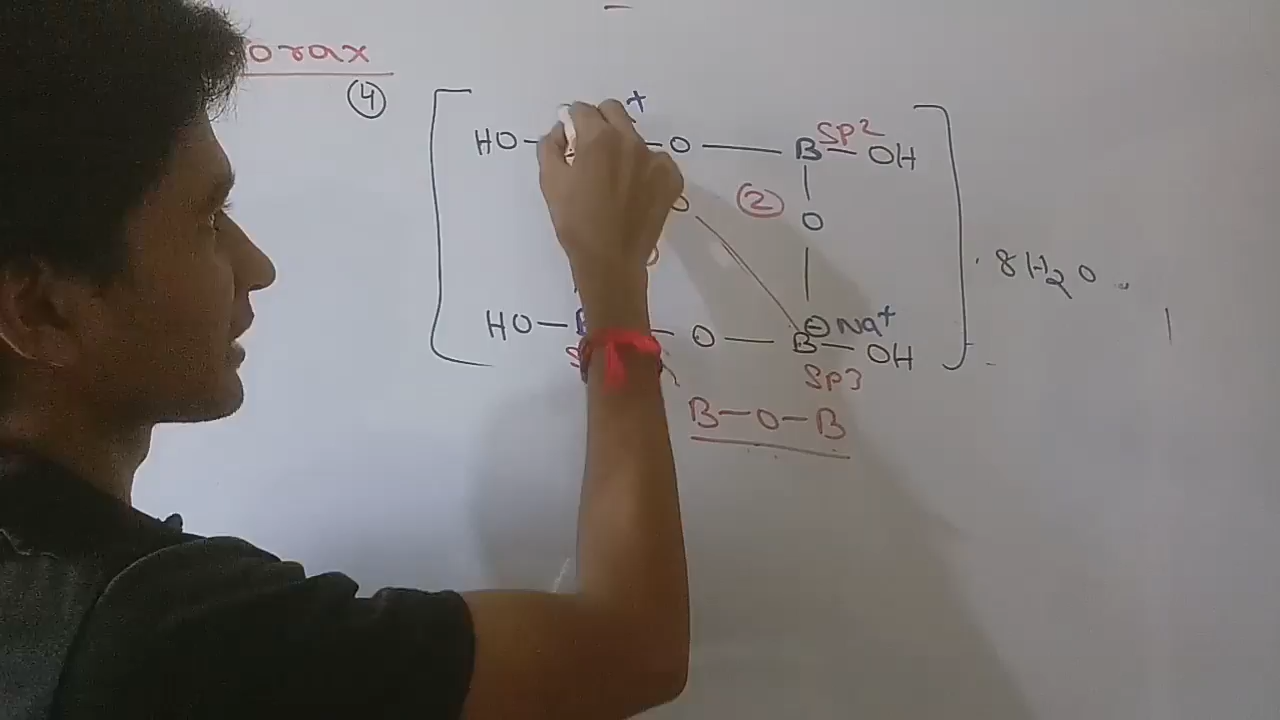 orax
④
+
HO— —O——B—OH SP2
② O
HO—B —O—B—OH ⊖Na+
SP3
. 8H2O
B—O—B